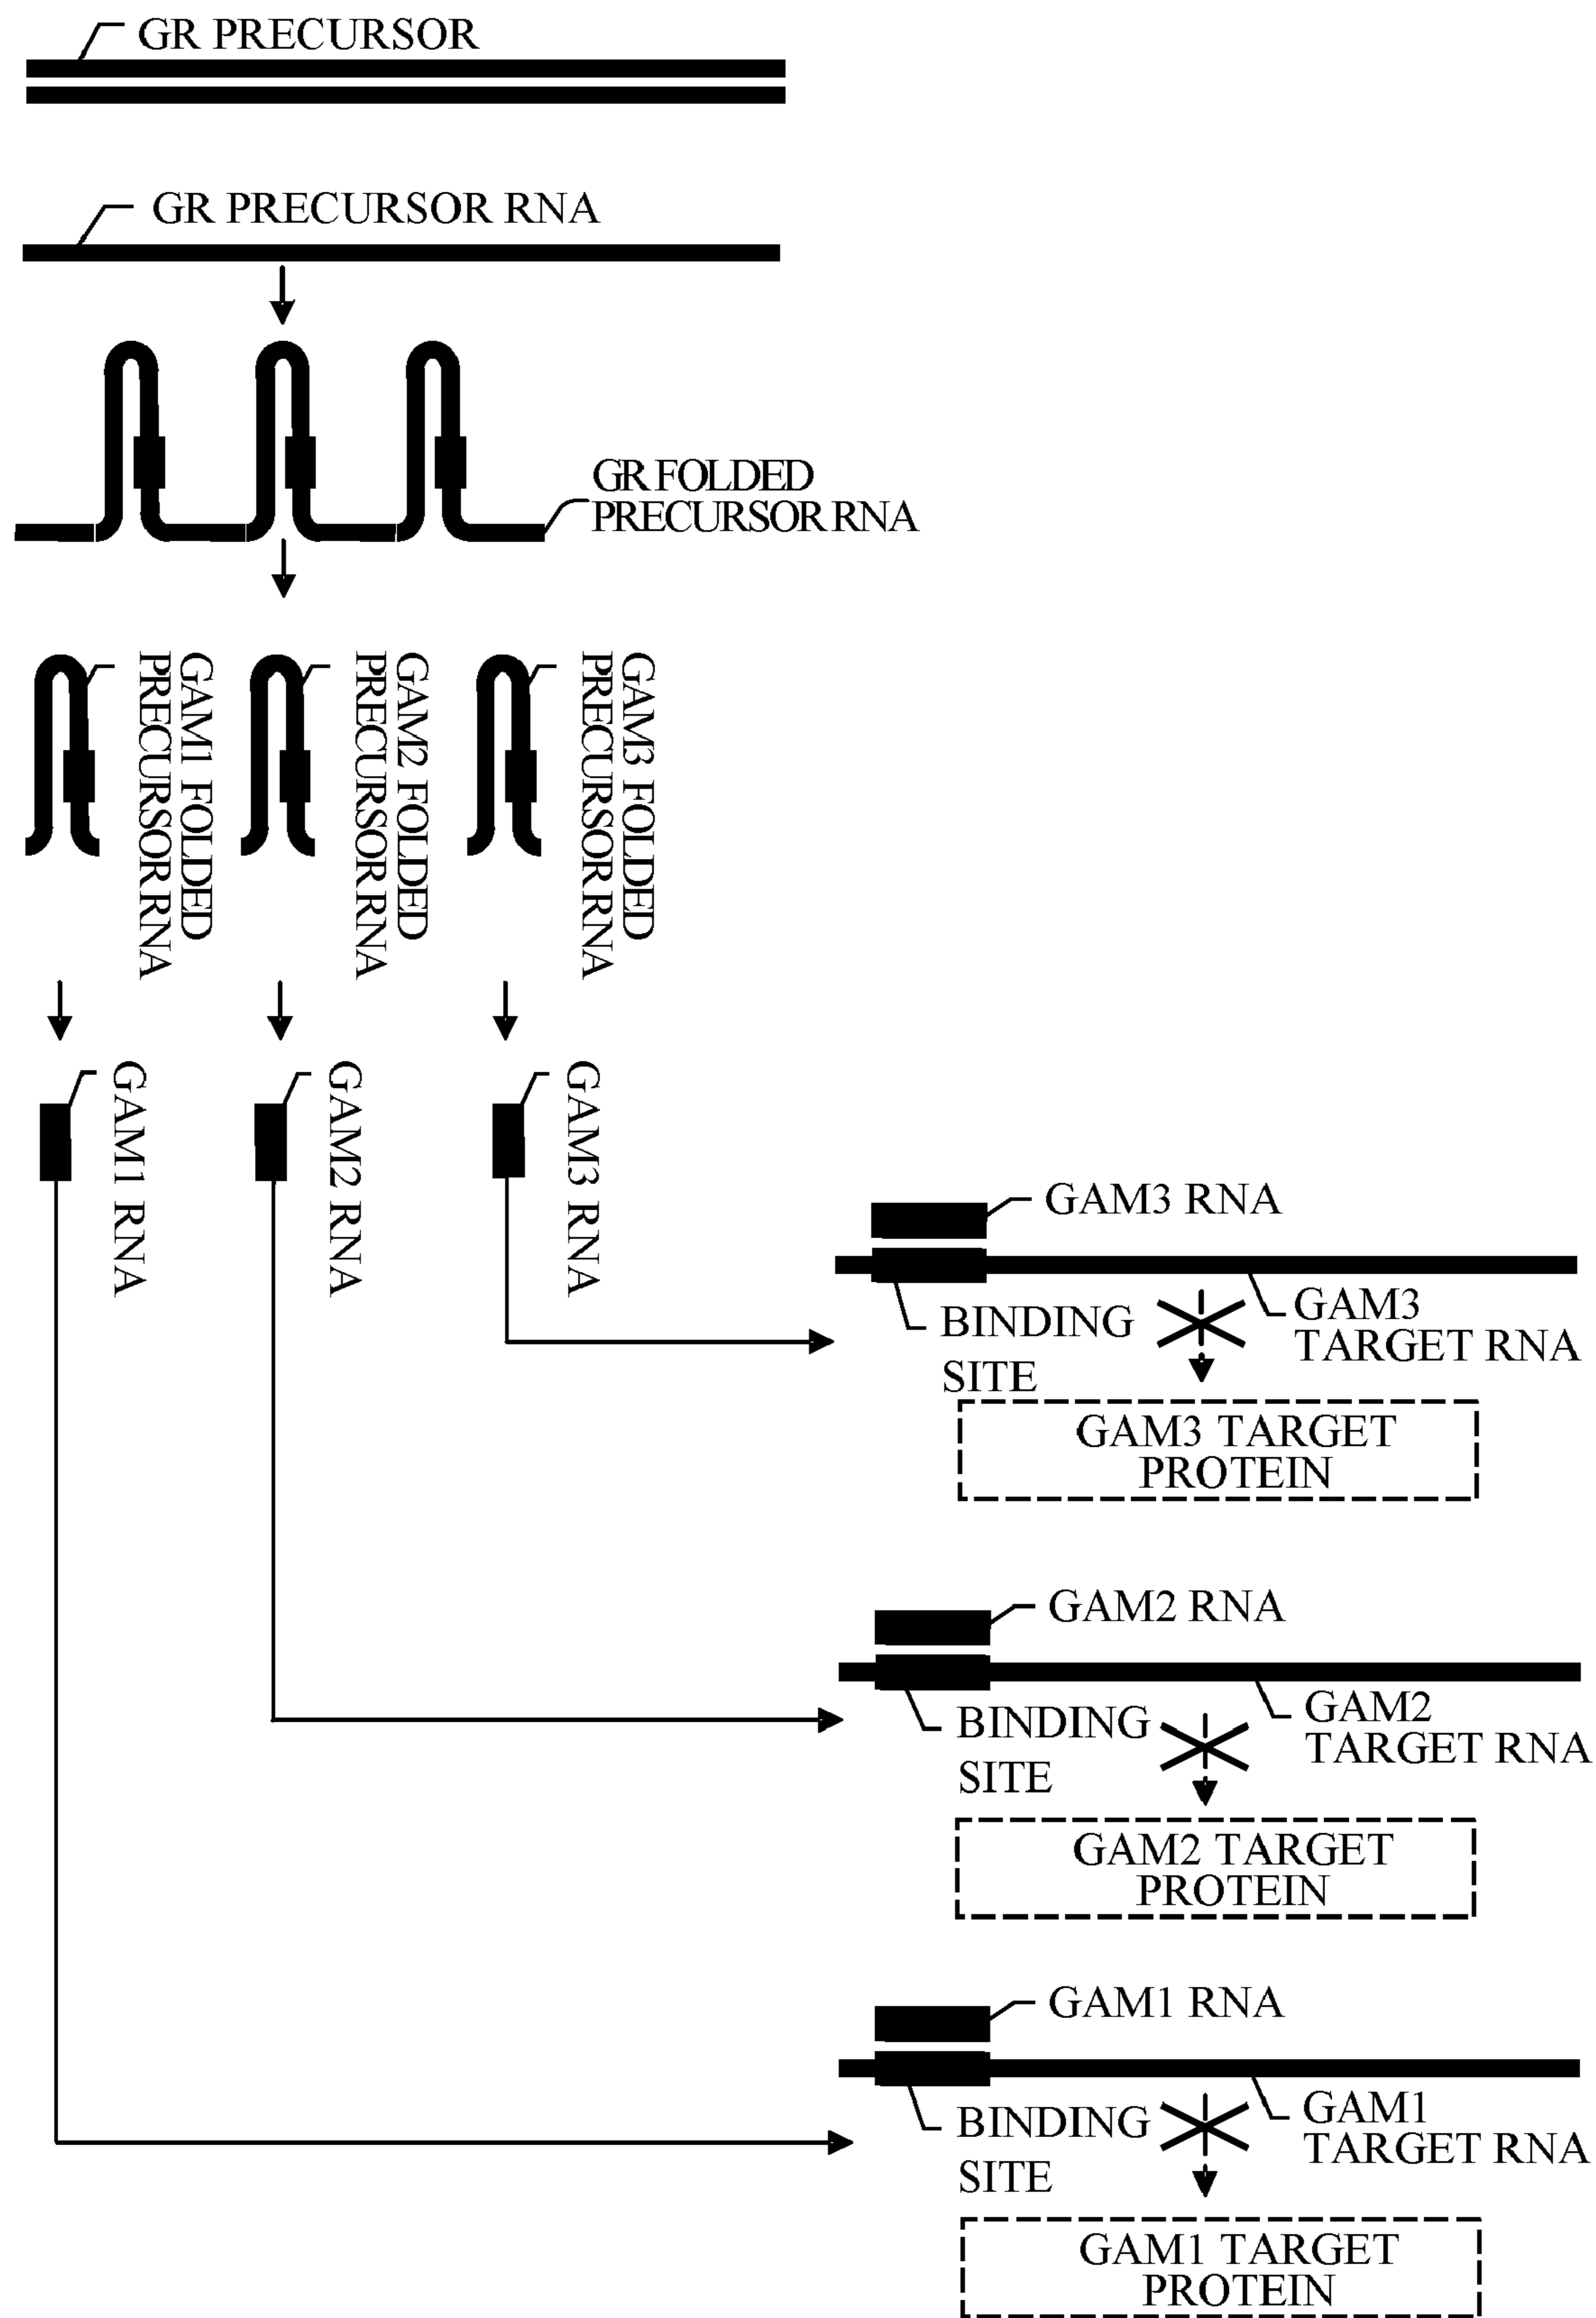 GR PRECURSOR
GR PRECURSOR RNA
GR FOLDED
PRECURSOR RNA
GAM1 FOLDED
PRECURSOR RNA
GAM2 FOLDED
PRECURSOR RNA
GAM3 FOLDED
PRECURSOR RNA
GAM1 RNA
GAM2 RNA
GAM3 RNA
GAM3 RNA
BINDING
SITE
GAM3
TARGET RNA
GAM3 TARGET
PROTEIN
GAM2 RNA
BINDING
SITE
GAM2
TARGET RNA
GAM2 TARGET
PROTEIN
GAM1 RNA
BINDING
SITE
GAM1
TARGET RNA
GAM1 TARGET
PROTEIN